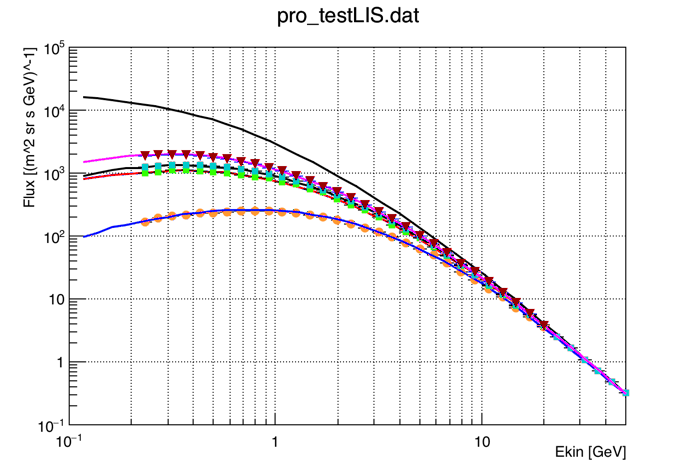 pro_testLIS.dat
Flux [(m^2 sr s GeV)^-1]
10^5
10^4
10^3
10^2
10
1
10^−1
10^−1 1 10
Ekin [GeV]